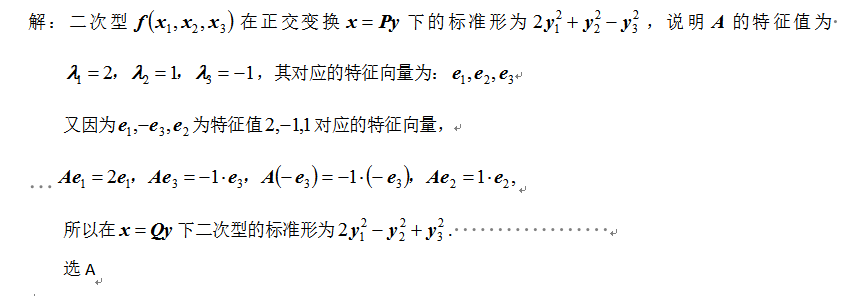 解：二次型 f(x₁,x₂,x₃) 在正交变换 x = Py 下的标准形为 2y₁²+y₂²−y₃²，说明 A 的特征值为
λ₁=2，λ₂=1，λ₃=−1，其对应的特征向量为：e₁,e₂,e₃
又因为e₁,−e₃,e₂为特征值2,−1,1对应的特征向量，
Ae₁=2e₁，Ae₃=−1·e₃，A(−e₃)=−1·(−e₃)，Ae₂=1·e₂,
所以在 x=Qy 下二次型的标准形为 2y₁²−y₂²+y₃².
选 A